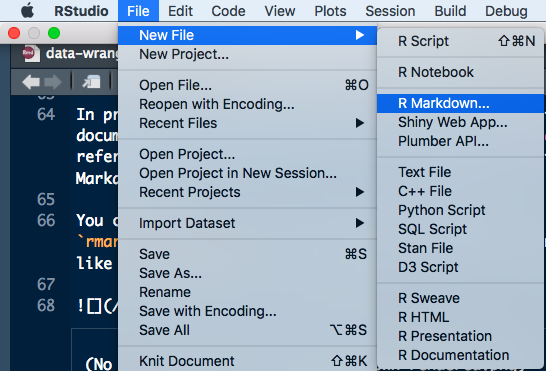 RStudio File Edit Code View Plots Session Build Debug
data-wrang
New File
New Project...
Open File... ⌘O
Reopen with Encoding...
Recent Files
Open Project...
Open Project in New Session...
Recent Projects
Import Dataset
Save ⌘S
Save As...
Rename
Save with Encoding...
Save All ⌥⌘S
Knit Document ⇧⌘K
R Script ⇧⌘N
R Notebook
R Markdown...
Shiny Web App...
Plumber API...
Text File
C++ File
Python Script
SQL Script
Stan File
D3 Script
R Sweave
R HTML
R Presentation
R Documentation
64 In pr
docum
refer
Marka
65
66 You c
`rmar
like
67
68 ![](/
(No